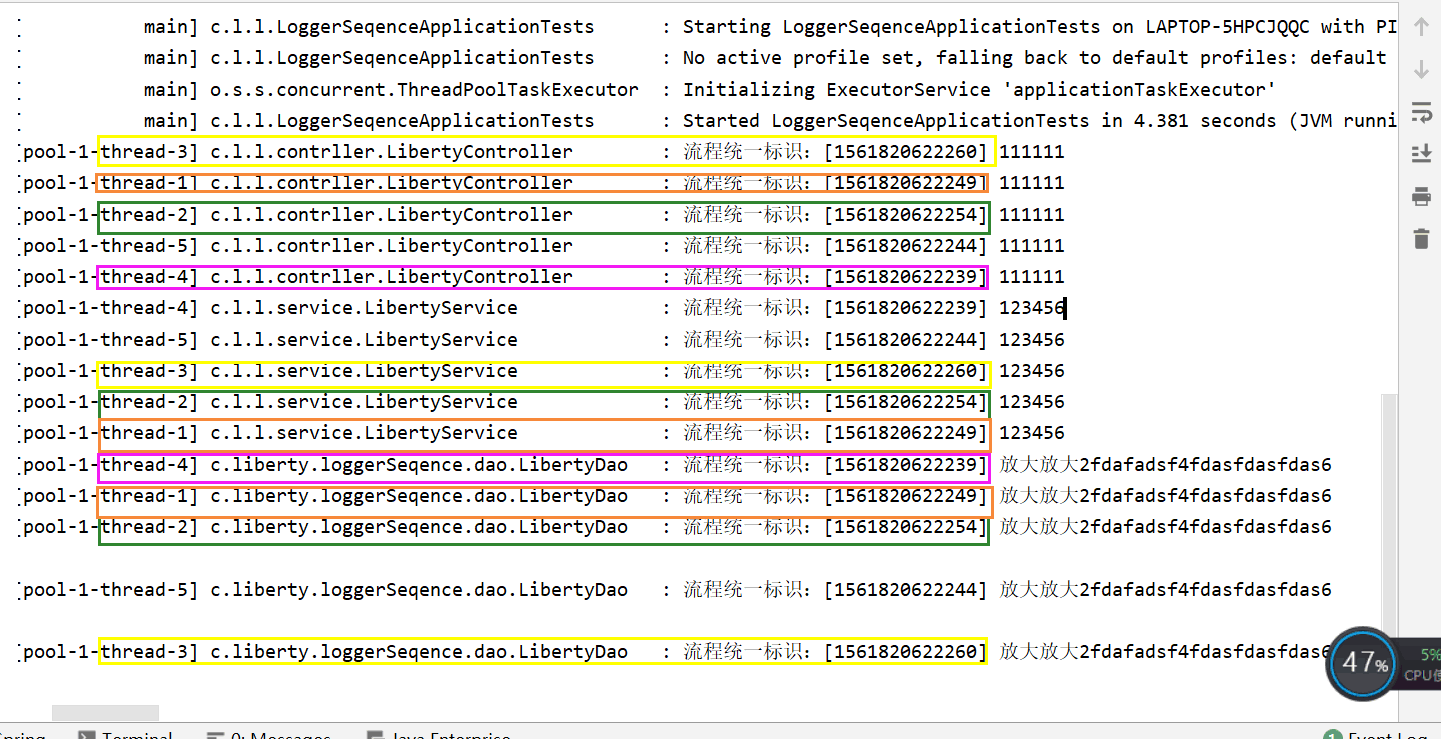 main] c.l.l.LoggerSeqenceApplicationTests : Starting LoggerSeqenceApplicationTests on LAPTOP-5HPCJQQC with PI
main] c.l.l.LoggerSeqenceApplicationTests : No active profile set, falling back to default profiles: default
main] o.s.s.concurrent.ThreadPoolTaskExecutor : Initializing ExecutorService 'applicationTaskExecutor'
main] c.l.l.LoggerSeqenceApplicationTests : Started LoggerSeqenceApplicationTests in 4.381 seconds (JVM runni
[pool-1-thread-3] c.l.l.contrller.LibertyController : 流程统一标识：[1561820622260] 111111
[pool-1-thread-1] c.l.l.contrller.LibertyController : 流程统一标识：[1561820622249] 111111
[pool-1-thread-2] c.l.l.contrller.LibertyController : 流程统一标识：[1561820622254] 111111
[pool-1-thread-5] c.l.l.contrller.LibertyController : 流程统一标识：[1561820622244] 111111
[pool-1-thread-4] c.l.l.contrller.LibertyController : 流程统一标识：[1561820622239] 111111
[pool-1-thread-4] c.l.l.service.LibertyService : 流程统一标识：[1561820622239] 123456
[pool-1-thread-5] c.l.l.service.LibertyService : 流程统一标识：[1561820622244] 123456
[pool-1-thread-3] c.l.l.service.LibertyService : 流程统一标识：[1561820622260] 123456
[pool-1-thread-2] c.l.l.service.LibertyService : 流程统一标识：[1561820622254] 123456
[pool-1-thread-1] c.l.l.service.LibertyService : 流程统一标识：[1561820622249] 123456
[pool-1-thread-4] c.liberty.loggerSeqence.dao.LibertyDao : 流程统一标识：[1561820622239] 放大放大2fdafadsf4fdasfdasfdas6
[pool-1-thread-1] c.liberty.loggerSeqence.dao.LibertyDao : 流程统一标识：[1561820622249] 放大放大2fdafadsf4fdasfdasfdas6
[pool-1-thread-2] c.liberty.loggerSeqence.dao.LibertyDao : 流程统一标识：[1561820622254] 放大放大2fdafadsf4fdasfdasfdas6
[pool-1-thread-5] c.liberty.loggerSeqence.dao.LibertyDao : 流程统一标识：[1561820622244] 放大放大2fdafadsf4fdasfdasfdas6
[pool-1-thread-3] c.liberty.loggerSeqence.dao.LibertyDao : 流程统一标识：[1561820622260] 放大放大2fdafadsf4fdasfdasfdas6
47%
5%
CPU使
Spring Terminal 0: Messages Java Enterprise 1 Event Log